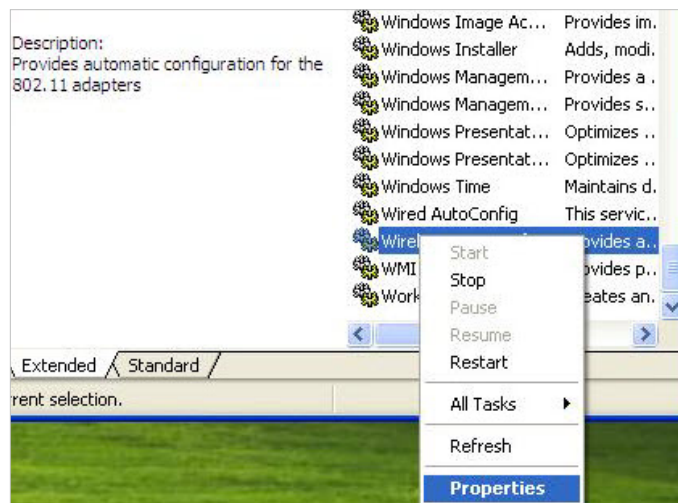 Description:
Provides automatic configuration for the
802.11 adapters
Windows Image Ac... Provides im.
Windows Installer Adds, modi.
Windows Managem... Provides a .
Windows Managem... Provides s..
Windows Presentat... Optimizes ..
Windows Presentat... Optimizes ..
Windows Time Maintains d.
Wired AutoConfig This servic..
Wirel ovides a..
WMI ovides p..
Work eates an.
Start
Stop
Pause
Resume
Restart
All Tasks
Refresh
Properties
Extended Standard
rrent selection.